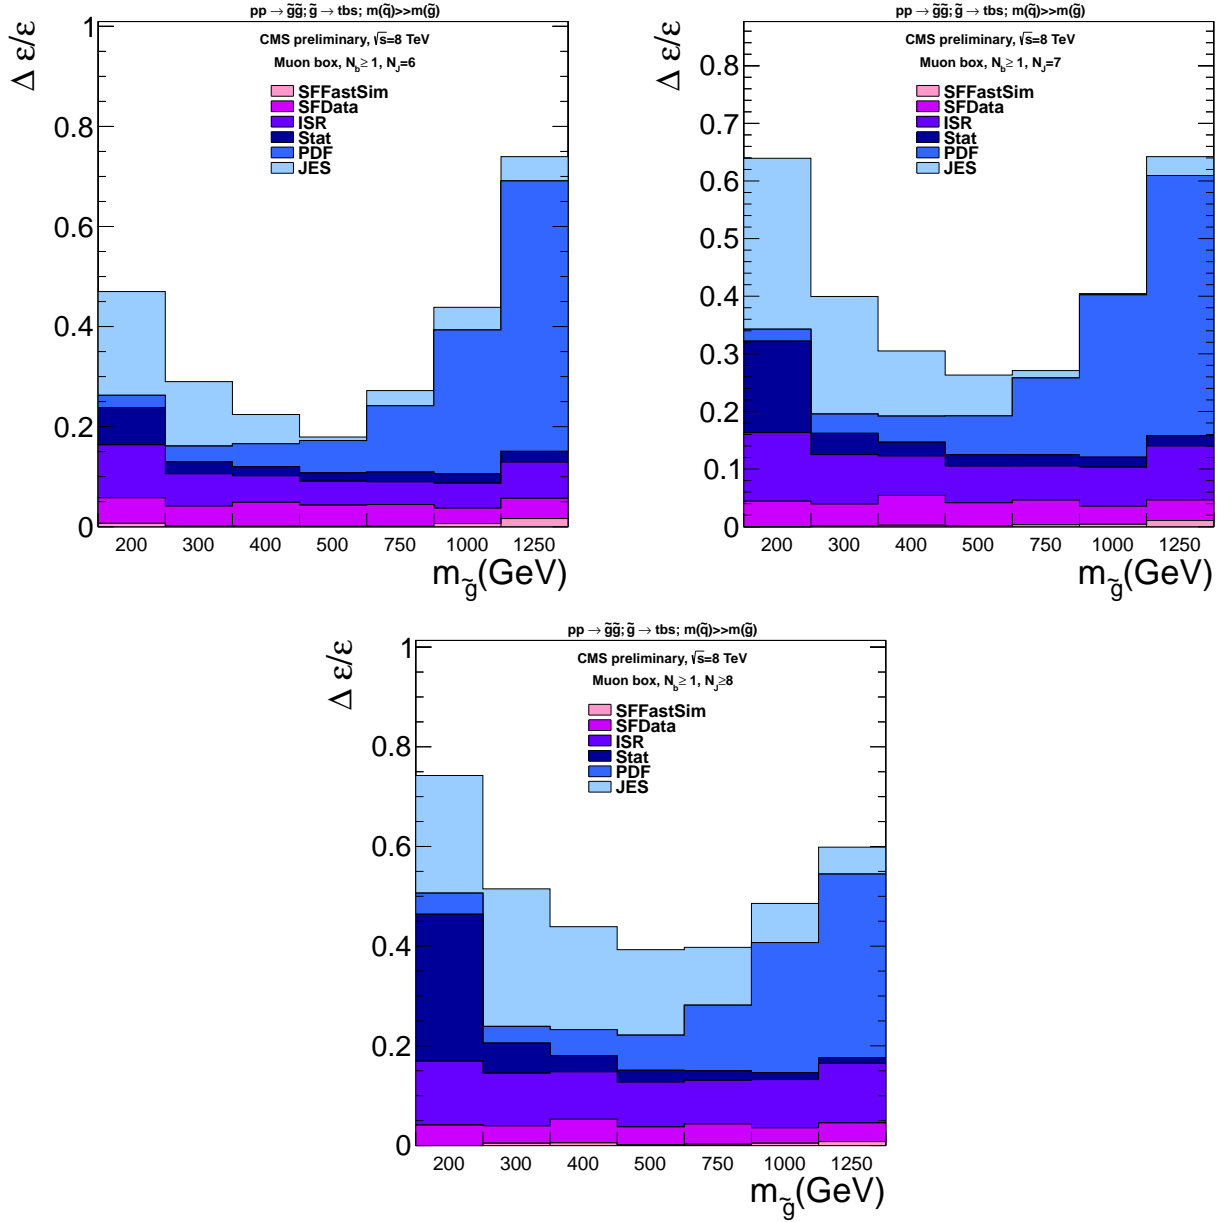 pp → g̃g̃; g̃ → tbs; m(q̃)>>m(g̃)
Δ ε/ε
CMS preliminary, √s=8 TeV
Muon box, N_b≥ 1, N_J=6
SFFastSim
SFData
ISR
Stat
PDF
JES
1
0.8
0.6
0.4
0.2
0
200 300 400 500 750 1000 1250
m_g̃(GeV)
pp → g̃g̃; g̃ → tbs; m(q̃)>>m(g̃)
Δ ε/ε
CMS preliminary, √s=8 TeV
Muon box, N_b≥ 1, N_J=7
SFFastSim
SFData
ISR
Stat
PDF
JES
0.8
0.7
0.6
0.5
0.4
0.3
0.2
0.1
0
200 300 400 500 750 1000 1250
m_g̃(GeV)
pp → g̃g̃; g̃ → tbs; m(q̃)>>m(g̃)
Δ ε/ε
CMS preliminary, √s=8 TeV
Muon box, N_b≥ 1, N_J≥8
SFFastSim
SFData
ISR
Stat
PDF
JES
1
0.8
0.6
0.4
0.2
0
200 300 400 500 750 1000 1250
m_g̃(GeV)